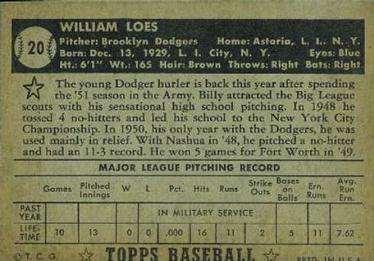 20 WILLIAM LOES
Pitcher: Brooklyn Dodgers Home: Astoria, L. I., N. Y.
Born: Dec. 13, 1929, L. I. City, N. Y. Eyes: Blue
Ht: 6'1" Wt: 165 Hair: Brown Throws: Right Bats: Right
The young Dodger hurler is back this year after spending
the '51 season in the Army. Billy attracted the Big League
scouts with his sensational high school pitching. In 1948 he
tossed 4 no-hitters and led his school to the New York City
Championship. In 1950, his only year with the Dodgers, he was
used mainly in relief. With Nashua in '48, he pitched a no-hitter
and had an 11-3 record. He won 5 games for Fort Worth in '49.
MAJOR LEAGUE PITCHING RECORD
Games Pitched Innings W L Pct. Hits Runs Strike Outs Bases on Balls Ern. Runs Avg. Run Ern.
PAST YEAR IN MILITARY SERVICE
LIFE-TIME 10 13 0 0 .000 16 11 2 5 11 7.62
© T. C. G. TOPPS BASEBALL PRTD. IN U.S.A.